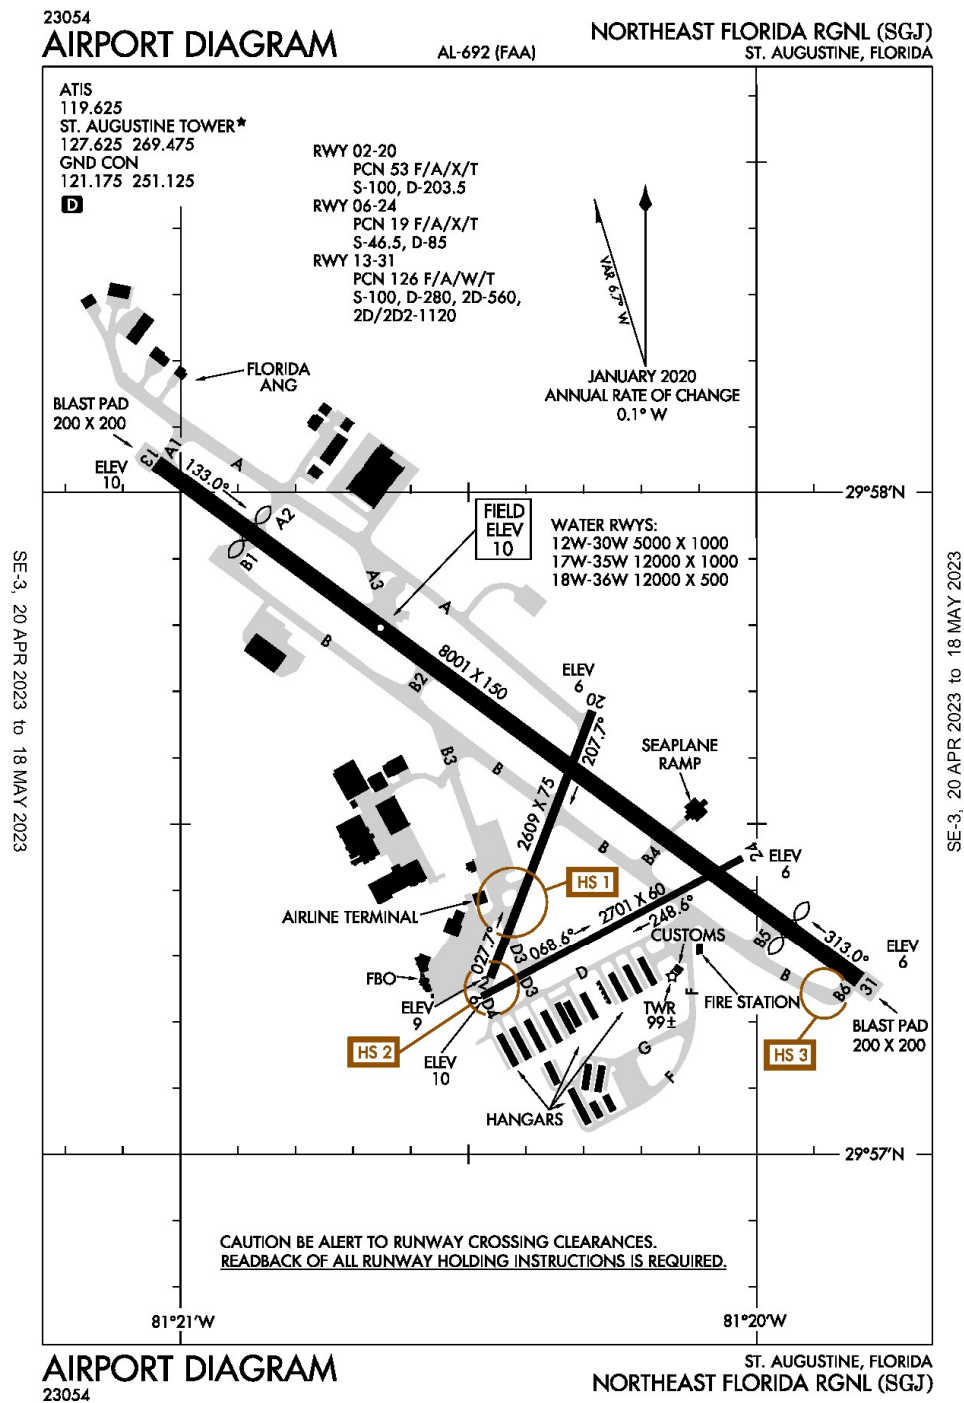 23054
AIRPORT DIAGRAM
AL-692 (FAA)
NORTHEAST FLORIDA RGNL (SGJ)
ST. AUGUSTINE, FLORIDA
ATIS
119.625
ST. AUGUSTINE TOWER★
127.625 269.475
GND CON
121.175 251.125
D
RWY 02-20
PCN 53 F/A/X/T
S-100, D-203.5
RWY 06-24
PCN 19 F/A/X/T
S-46.5, D-85
RWY 13-31
PCN 126 F/A/W/T
S-100, D-280, 2D-560,
2D/2D2-1120
VAR 6.7° W
JANUARY 2020
ANNUAL RATE OF CHANGE
0.1° W
FLORIDA
ANG
BLAST PAD
200 X 200
ELEV
10
13
A1
A
133.0°
A2
B1
29°58'N
FIELD
ELEV
10
WATER RWYS:
12W-30W 5000 X 1000
17W-35W 12000 X 1000
18W-36W 12000 X 500
A3
A
B
8001 X 150
B2
ELEV
6
20
207.7°
B3
B
SEAPLANE
RAMP
2609 X 75
B
B4
24
ELEV
6
HS 1
AIRLINE TERMINAL
2701 X 60
248.6°
068.6°
027.7°
CUSTOMS
B5
313.0°
ELEV
6
D3
D3
D
B
B6
31
FBO
2
6
D4
ELEV
9
TWR
99±
F
FIRE STATION
BLAST PAD
200 X 200
HS 2
ELEV
10
G
F
HS 3
HANGARS
29°57'N
CAUTION BE ALERT TO RUNWAY CROSSING CLEARANCES.
READBACK OF ALL RUNWAY HOLDING INSTRUCTIONS IS REQUIRED.
81°21'W
81°20'W
AIRPORT DIAGRAM
23054
ST. AUGUSTINE, FLORIDA
NORTHEAST FLORIDA RGNL (SGJ)
SE-3, 20 APR 2023 to 18 MAY 2023
SE-3, 20 APR 2023 to 18 MAY 2023